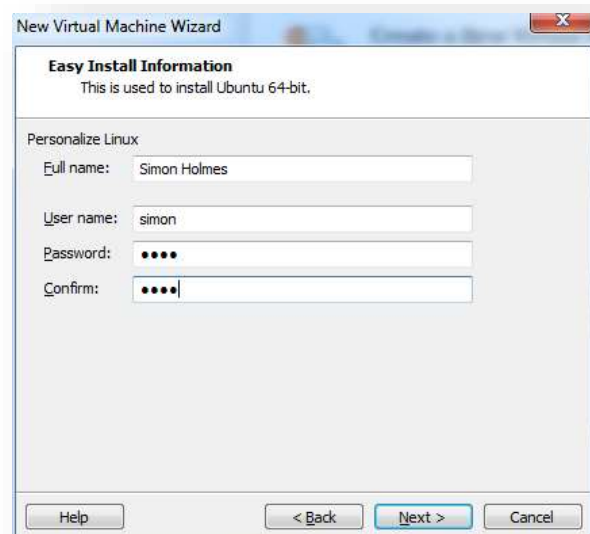 New Virtual Machine Wizard
Easy Install Information
This is used to install Ubuntu 64-bit.
Personalize Linux
Full name: Simon Holmes
User name: simon
Password: ●●●●
Confirm: ●●●●
Help < Back Next > Cancel